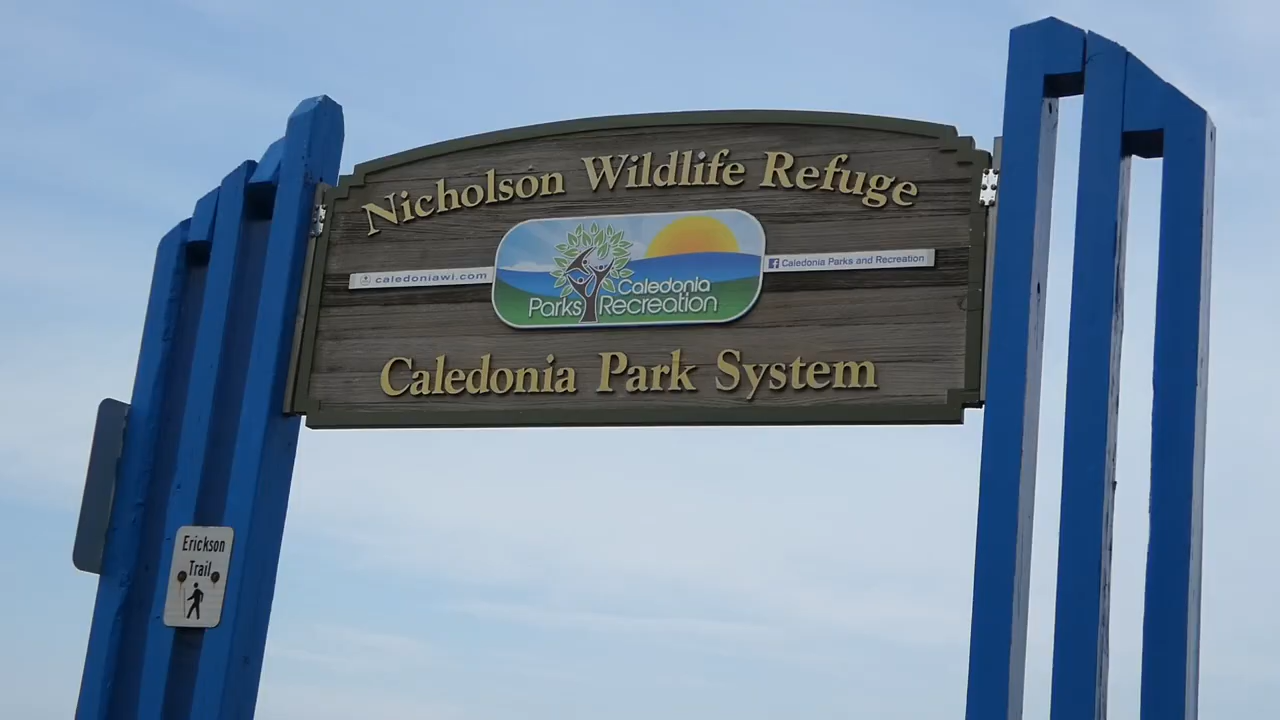 Nicholson Wildlife Refuge
caledoniawi.com
Caledonia
Parks Recreation
Caledonia Parks and Recreation
Caledonia Park System
Erickson
Trail